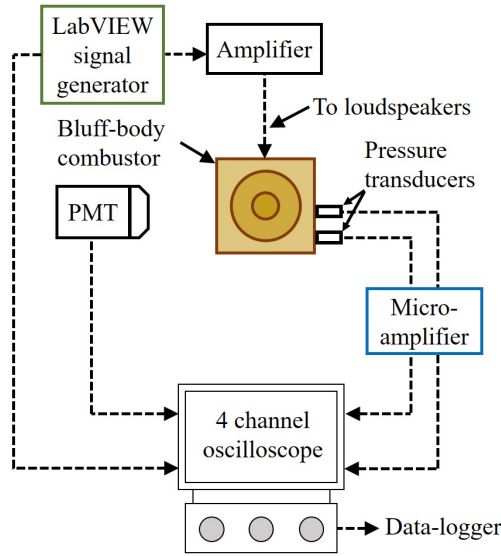 LabVIEW
signal
generator
Amplifier
To loudspeakers
Bluff-body
combustor
Pressure
transducers
PMT
Micro-
amplifier
4 channel
oscilloscope
Data-logger